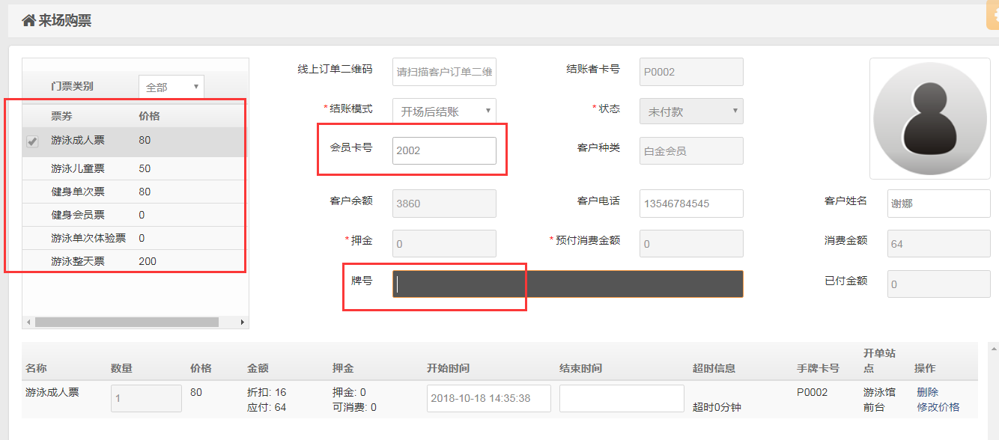 来场购票
门票类别 全部
票券 价格
游泳成人票 80
游泳儿童票 50
健身单次票 80
健身会员票 0
游泳单次体验票 0
游泳整天票 200
线上订单二维码 请扫描客户订单二维 结账者卡号 P0002
*结账模式 开场后结账 *状态 未付款
会员卡号 2002 客户种类 白金会员
客户余额 3860 客户电话 13546784545 客户姓名 谢娜
*押金 0 *预付消费金额 0 消费金额 64
牌号 已付金额 0
名称 数量 价格 金额 押金 开始时间 结束时间 超时信息 手牌卡号 开单站点 操作
游泳成人票 1 80 折扣: 16 押金: 0 2018-10-18 14:35:38 P0002 游泳馆 删除
应付: 64 可消费: 0 超时0分钟 前台 修改价格